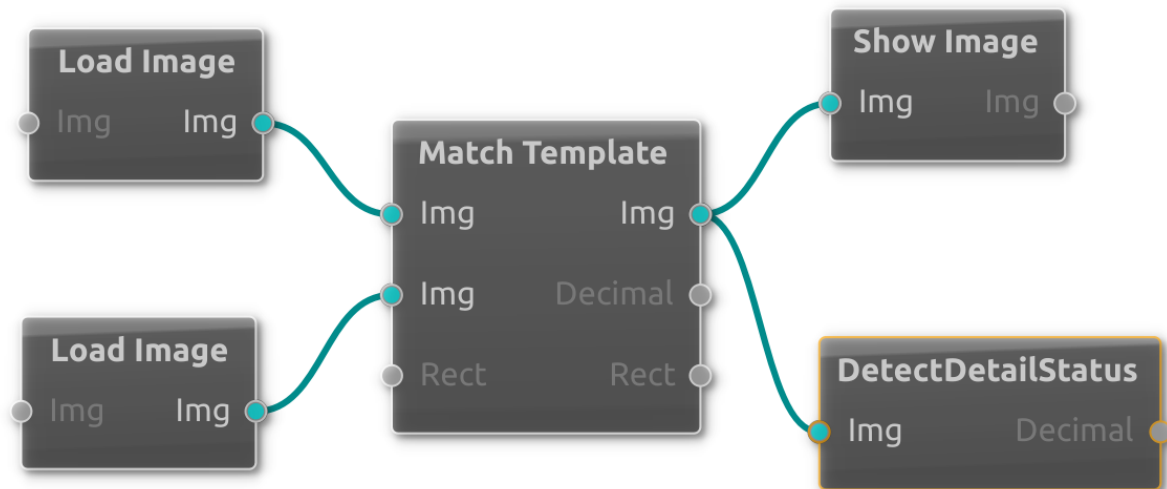 Load Image
Img Img
Load Image
Img Img
Match Template
Img Img
Img Decimal
Rect Rect
Show Image
Img Img
DetectDetailStatus
Img Decimal